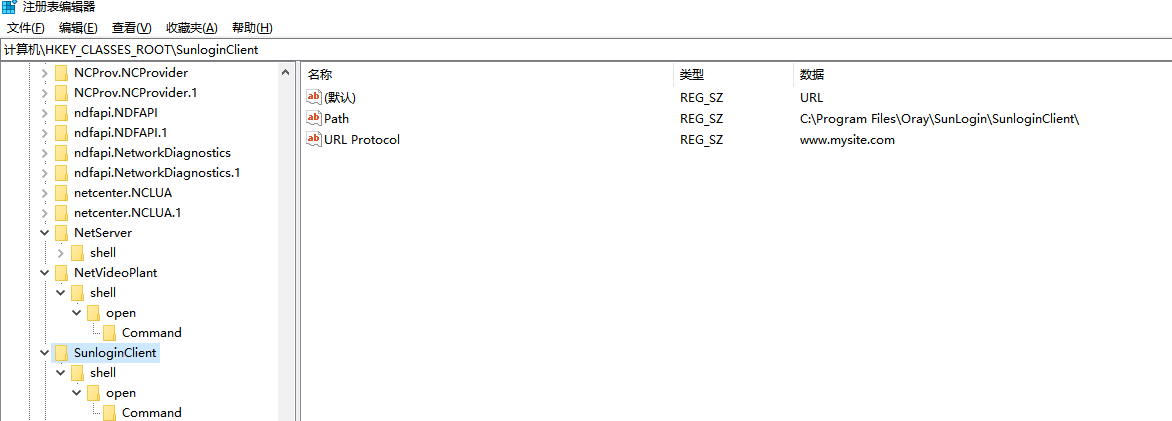 注册表编辑器
文件(F) 编辑(E) 查看(V) 收藏夹(A) 帮助(H)
计算机\HKEY_CLASSES_ROOT\SunloginClient
NCProv.NCProvider
NCProv.NCProvider.1
ndfapi.NDFAPI
ndfapi.NDFAPI.1
ndfapi.NetworkDiagnostics
ndfapi.NetworkDiagnostics.1
netcenter.NCLUA
netcenter.NCLUA.1
NetServer
shell
NetVideoPlant
shell
open
Command
SunloginClient
shell
open
Command
名称 类型 数据
ab (默认) REG_SZ URL
ab Path REG_SZ C:\Program Files\Oray\SunLogin\SunloginClient\
ab URL Protocol REG_SZ www.mysite.com